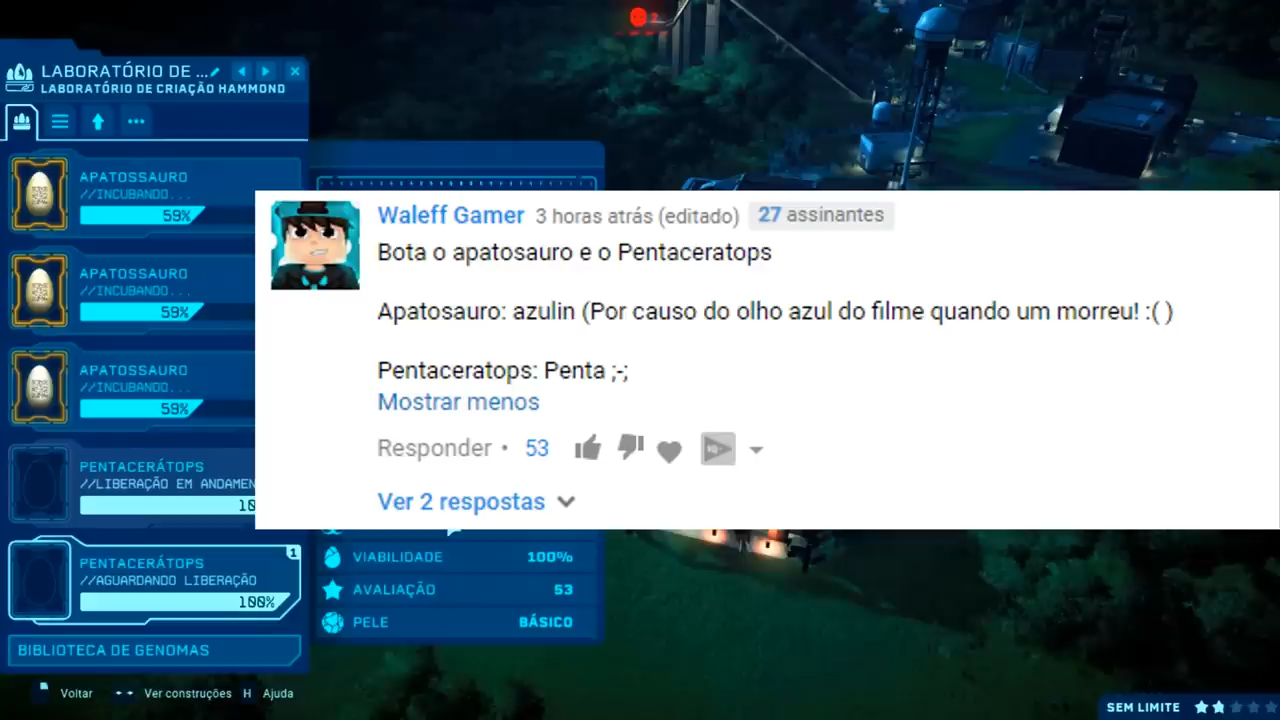 2
LABORATÓRIO DE ...
LABORATÓRIO DE CRIAÇÃO HAMMOND
APATOSSAURO
//INCUBANDO...
59%
APATOSSAURO
//INCUBANDO...
59%
APATOSSAURO
//INCUBANDO...
59%
PENTACERÁTOPS
//LIBERAÇÃO EM ANDAMEN
10
PENTACERÁTOPS
1
//AGUARDANDO LIBERAÇÃO
100%
BIBLIOTECA DE GENOMAS
Voltar
Ver construções
H Ajuda
Waleff Gamer 3 horas atrás (editado) 27 assinantes
Bota o apatosauro e o Pentaceratops
Apatosauro: azulin (Por causo do olho azul do filme quando um morreu! :( )
Pentaceratops: Penta ;-;
Mostrar menos
Responder • 53
Ver 2 respostas
VIABILIDADE 100%
AVALIAÇÃO 53
PELE BÁSICO
SEM LIMITE